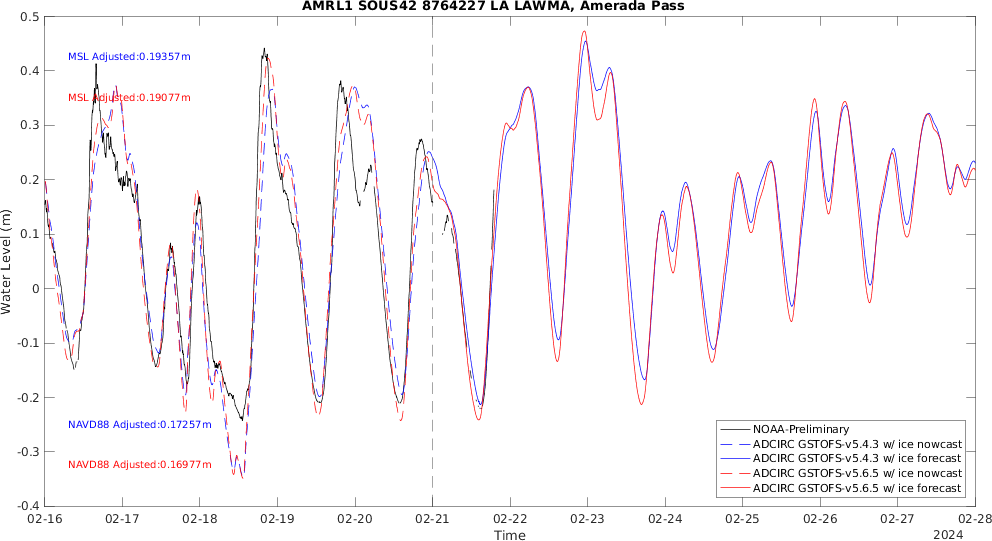 AMRL1 SOUS42 8764227 LA LAWMA, Amerada Pass
0.5
0.4
0.3
0.2
0.1
0
-0.1
-0.2
-0.3
-0.4
Water Level (m)
MSL Adjusted:0.19357m
MSL Adjusted:0.19077m
NAVD88 Adjusted:0.17257m
NAVD88 Adjusted:0.16977m
NOAA-Preliminary
ADCIRC GSTOFS-v5.4.3 w/ ice nowcast
ADCIRC GSTOFS-v5.4.3 w/ ice forecast
ADCIRC GSTOFS-v5.6.5 w/ ice nowcast
ADCIRC GSTOFS-v5.6.5 w/ ice forecast
02-16 02-17 02-18 02-19 02-20 02-21 02-22 02-23 02-24 02-25 02-26 02-27 02-28
Time
2024